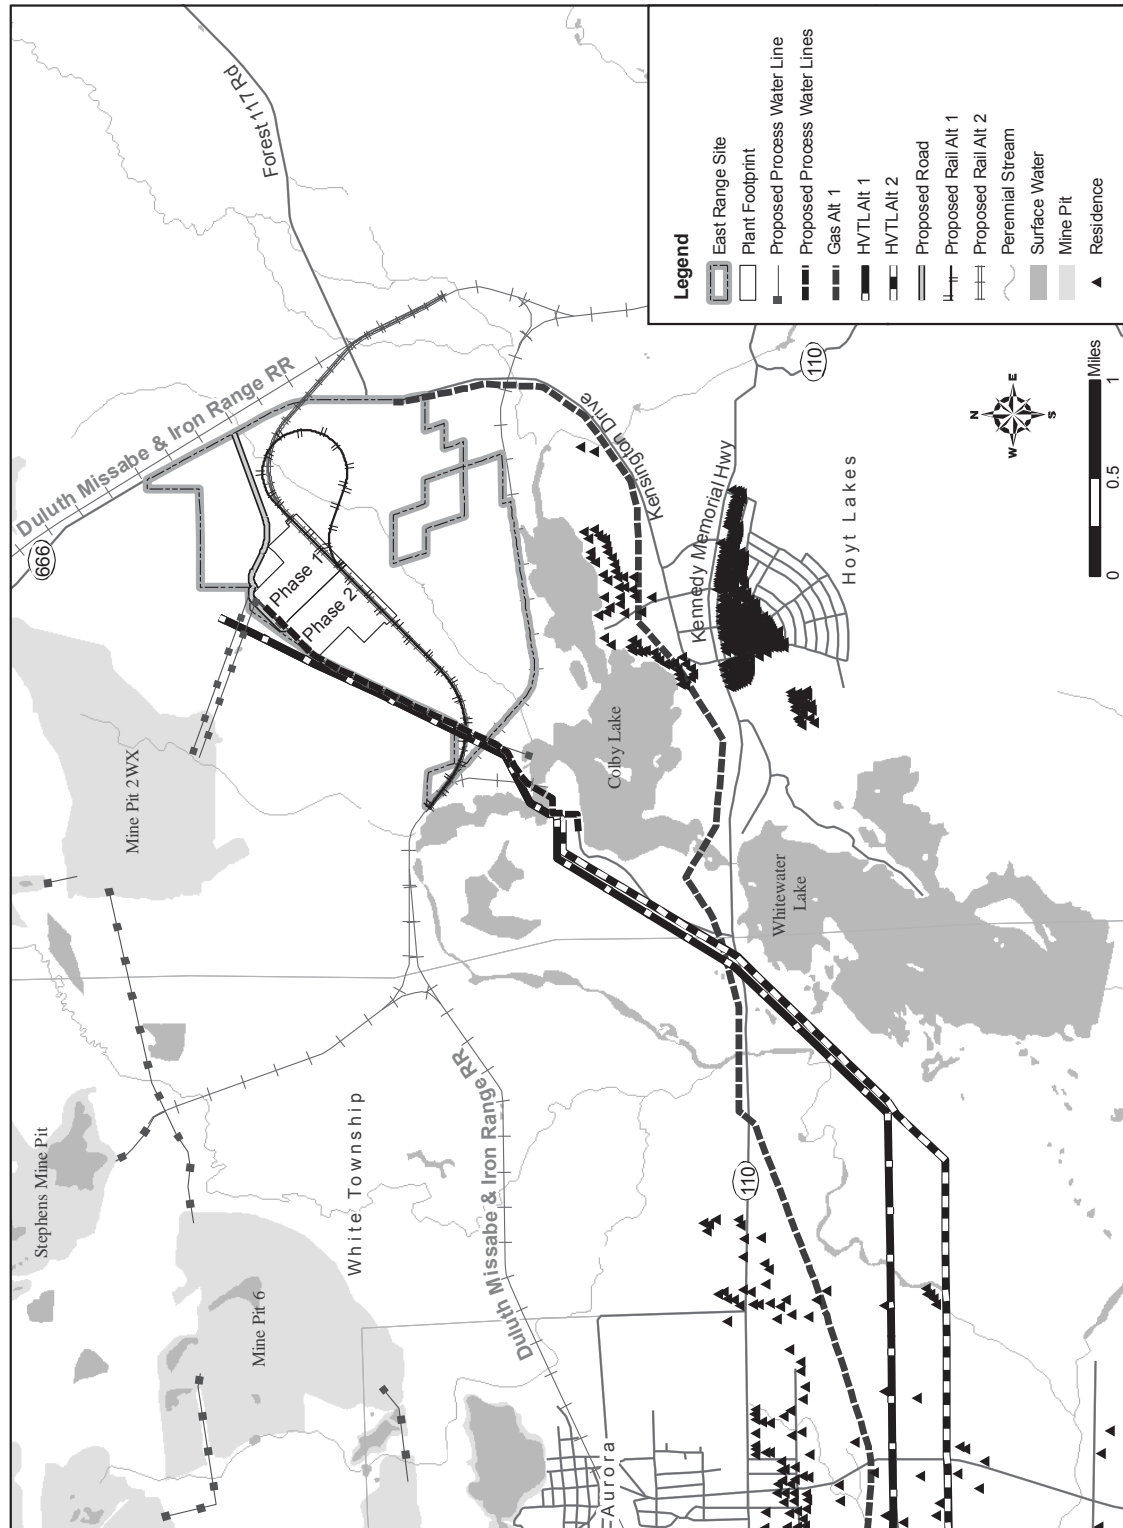 Forest 117 Rd
Duluth Missabe & Iron Range RR
666
Phase 1
Phase 2
Mine Pit 2WX
Stephens Mine Pit
Mine Pit 6
White Township
Duluth Missabe & Iron Range RR
Aurora
Colby Lake
Whitewater
Lake
Kensington Drive
Kennedy Memorial Hwy
Hoyt Lakes
110
110
Legend
East Range Site
Plant Footprint
Proposed Process Water Line
Proposed Process Water Lines
Gas Alt 1
HVTL Alt 1
HVTL Alt 2
Proposed Road
Proposed Rail Alt 1
Proposed Rail Alt 2
Perennial Stream
Surface Water
Mine Pit
Residence
N
W E
S
0 0.5 1
Miles